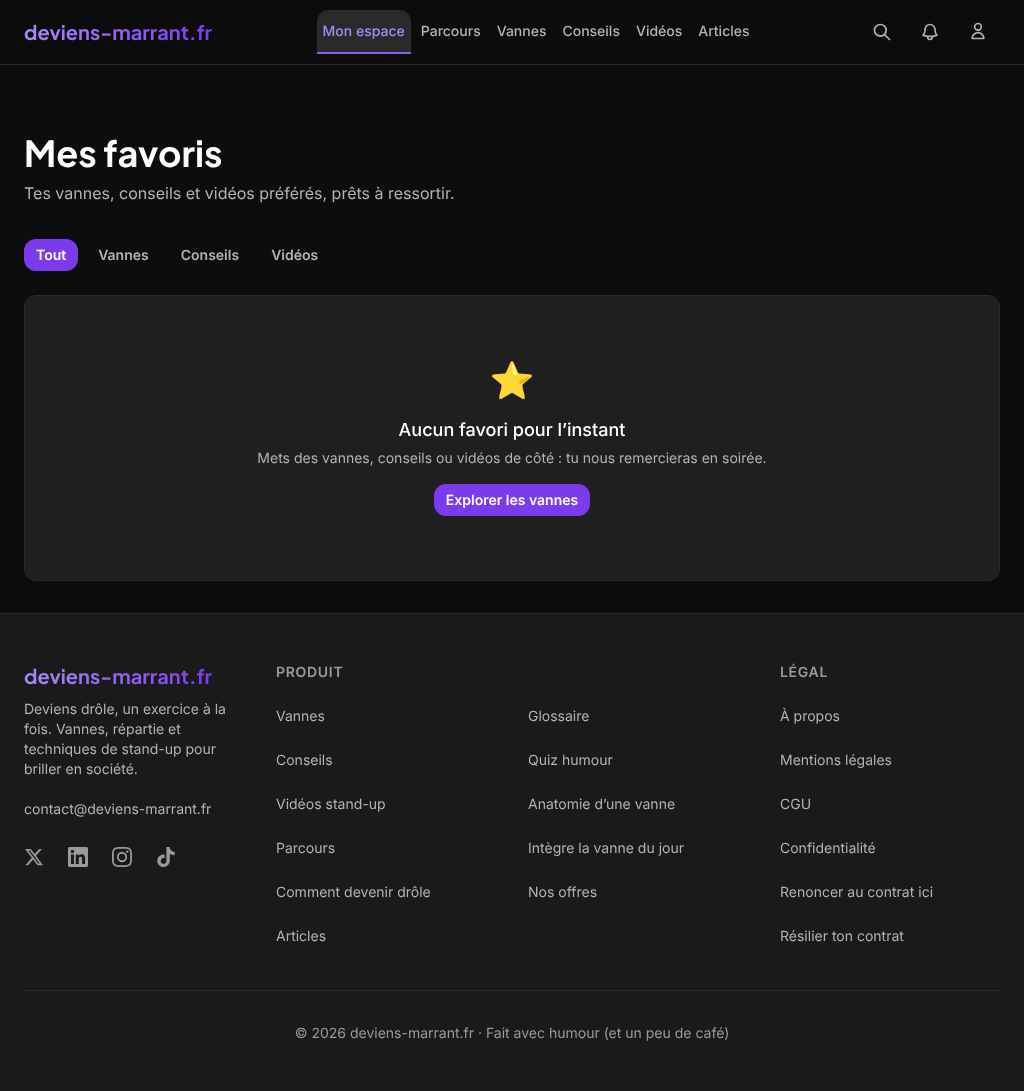 deviens-marrant.fr
Mon espace
Parcours
Vannes
Conseils
Vidéos
Articles
Mes favoris
Tes vannes, conseils et vidéos préférés, prêts à ressortir.
Tout
Vannes
Conseils
Vidéos
Aucun favori pour l’instant
Mets des vannes, conseils ou vidéos de côté : tu nous remercieras en soirée.
Explorer les vannes
deviens-marrant.fr
Deviens drôle, un exercice à la
fois. Vannes, répartie et
techniques de stand-up pour
briller en société.
contact@deviens-marrant.fr
PRODUIT
Vannes
Conseils
Vidéos stand-up
Parcours
Comment devenir drôle
Articles
Glossaire
Quiz humour
Anatomie d’une vanne
Intègre la vanne du jour
Nos offres
LÉGAL
À propos
Mentions légales
CGU
Confidentialité
Renoncer au contrat ici
Résilier ton contrat
© 2026 deviens-marrant.fr · Fait avec humour (et un peu de café)